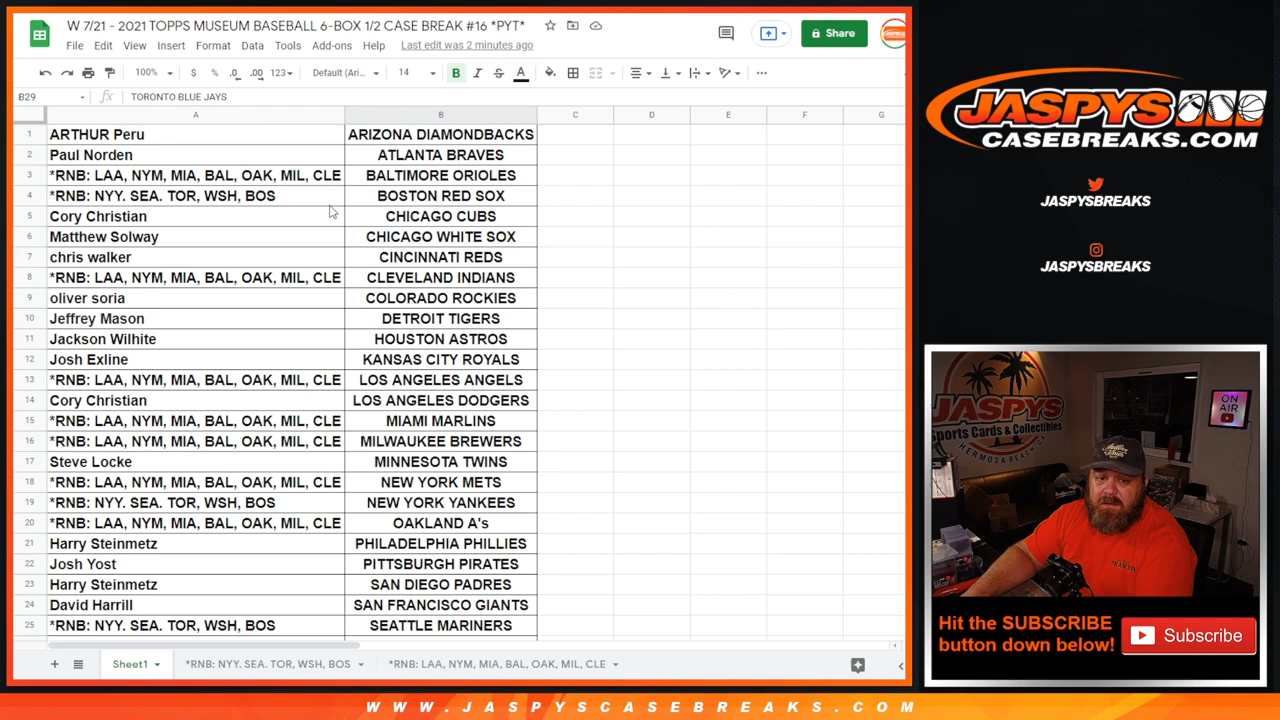 W 7/21 - 2021 TOPPS MUSEUM BASEBALL 6-BOX 1/2 CASE BREAK #16 *PYT*
File Edit View Insert Format Data Tools Add-ons Help Last edit was 2 minutes ago
Share
100% $ % .0 .00 123 Default (Ari... 14 B I S A
B29 fx TORONTO BLUE JAYS
A B C D E F G
1 ARTHUR Peru ARIZONA DIAMONDBACKS
2 Paul Norden ATLANTA BRAVES
3 *RNB: LAA, NYM, MIA, BAL, OAK, MIL, CLE BALTIMORE ORIOLES
4 *RNB: NYY. SEA. TOR, WSH, BOS BOSTON RED SOX
5 Cory Christian CHICAGO CUBS
6 Matthew Solway CHICAGO WHITE SOX
7 chris walker CINCINNATI REDS
8 *RNB: LAA, NYM, MIA, BAL, OAK, MIL, CLE CLEVELAND INDIANS
9 oliver soria COLORADO ROCKIES
10 Jeffrey Mason DETROIT TIGERS
11 Jackson Wilhite HOUSTON ASTROS
12 Josh Exline KANSAS CITY ROYALS
13 *RNB: LAA, NYM, MIA, BAL, OAK, MIL, CLE LOS ANGELES ANGELS
14 Cory Christian LOS ANGELES DODGERS
15 *RNB: LAA, NYM, MIA, BAL, OAK, MIL, CLE MIAMI MARLINS
16 *RNB: LAA, NYM, MIA, BAL, OAK, MIL, CLE MILWAUKEE BREWERS
17 Steve Locke MINNESOTA TWINS
18 *RNB: LAA, NYM, MIA, BAL, OAK, MIL, CLE NEW YORK METS
19 *RNB: NYY. SEA. TOR, WSH, BOS NEW YORK YANKEES
20 *RNB: LAA, NYM, MIA, BAL, OAK, MIL, CLE OAKLAND A's
21 Harry Steinmetz PHILADELPHIA PHILLIES
22 Josh Yost PITTSBURGH PIRATES
23 Harry Steinmetz SAN DIEGO PADRES
24 David Harrill SAN FRANCISCO GIANTS
25 *RNB: NYY. SEA. TOR, WSH, BOS SEATTLE MARINERS
Sheet1 *RNB: NYY. SEA. TOR, WSH, BOS *RNB: LAA, NYM, MIA, BAL, OAK, MIL, CLE
JASPYS
CASEBREAKS.COM
JASPYSBREAKS
JASPYSBREAKS
JASPYS
Sports Cards & Collectibles
HERMOSA BEACH, CA
ON AIR
Hit the SUBSCRIBE
button down below!
Subscribe
WWW.JASPYSCASEBREAKS.COM